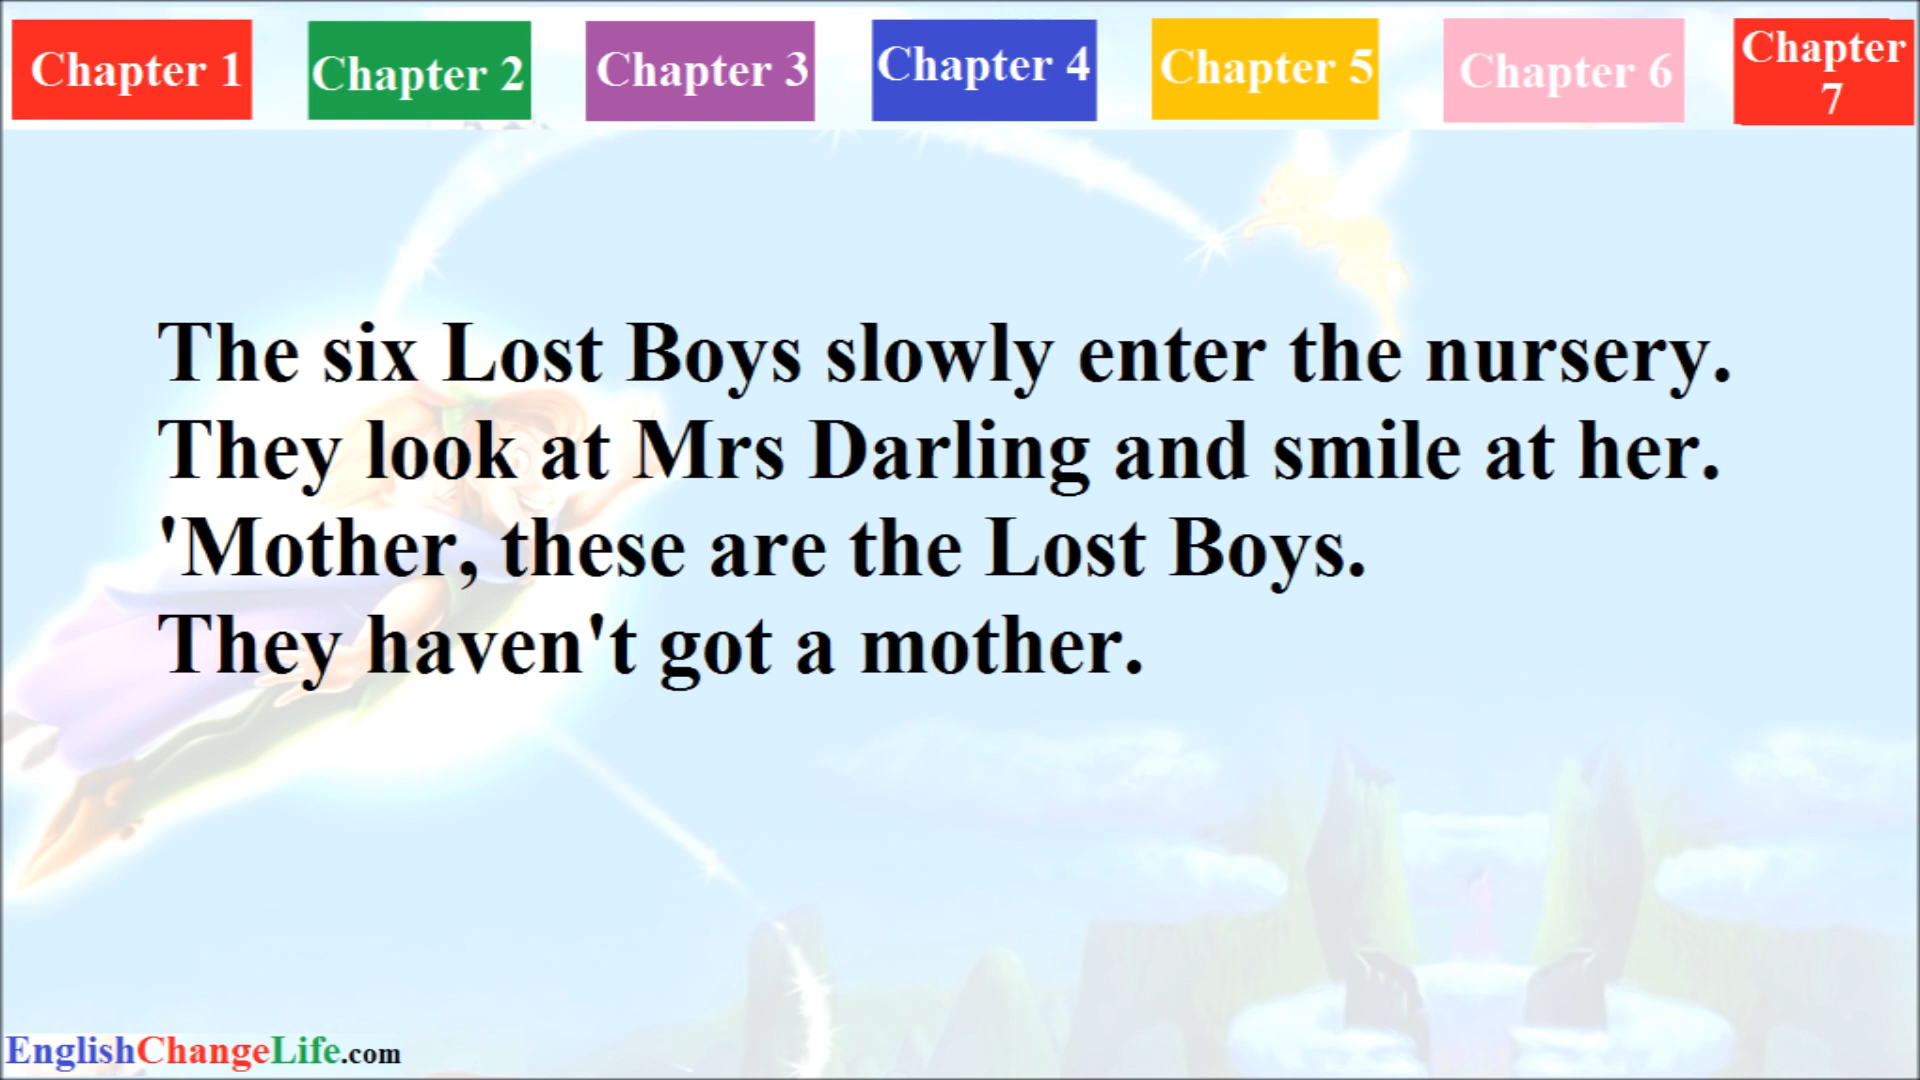 Chapter 1
Chapter 2
Chapter 3
Chapter 4
Chapter 5
Chapter 6
Chapter
7
The six Lost Boys slowly enter the nursery.
They look at Mrs Darling and smile at her.
'Mother, these are the Lost Boys.
They haven't got a mother.
EnglishChangeLife.com